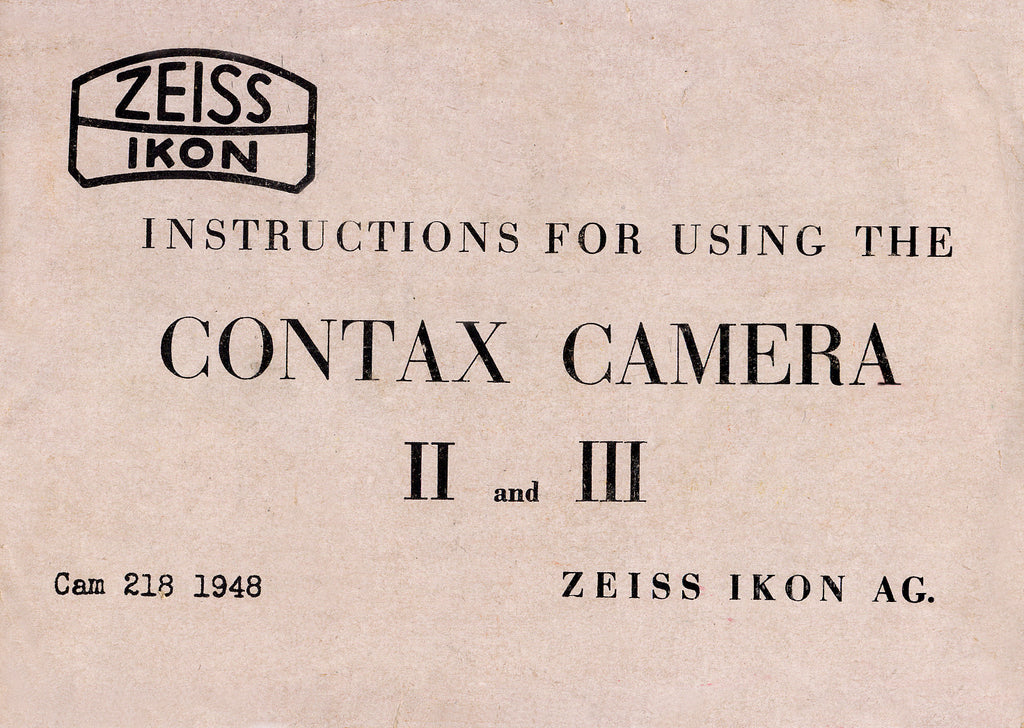 ZEISS
IKON
INSTRUCTIONS FOR USING THE
CONTAX CAMERA
II and III
Cam 218 1948
ZEISS IKON AG.